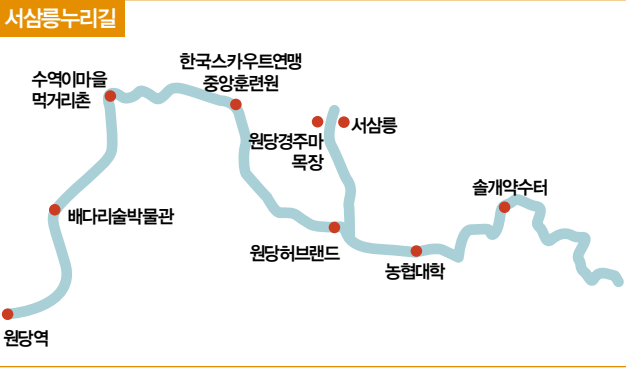 서삼릉누리길
한국스카우트연맹
중앙훈련원
수역이마을
먹거리촌
원당경주마
목장
서삼릉
솔개약수터
배다리술박물관
원당허브랜드
농협대학
원당역